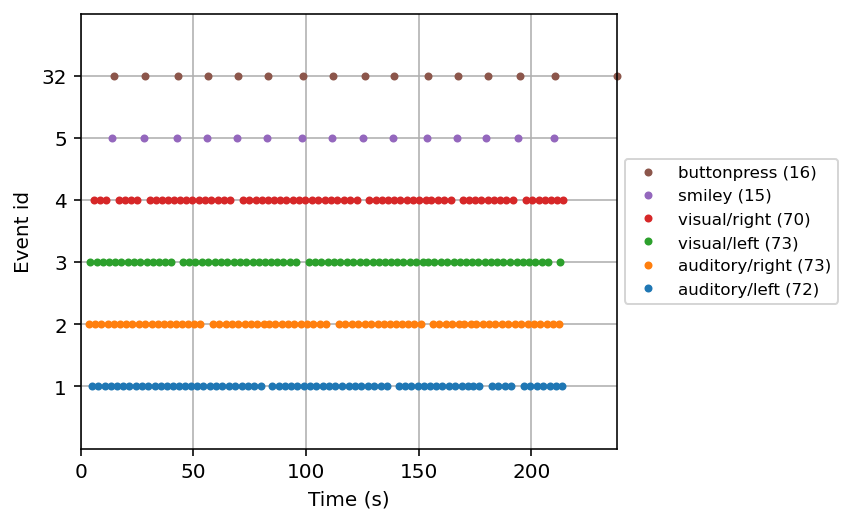 32
5
4
3
2
1
Event id
0
50
100
150
200
Time (s)
buttonpress (16)
smiley (15)
visual/right (70)
visual/left (73)
auditory/right (73)
auditory/left (72)